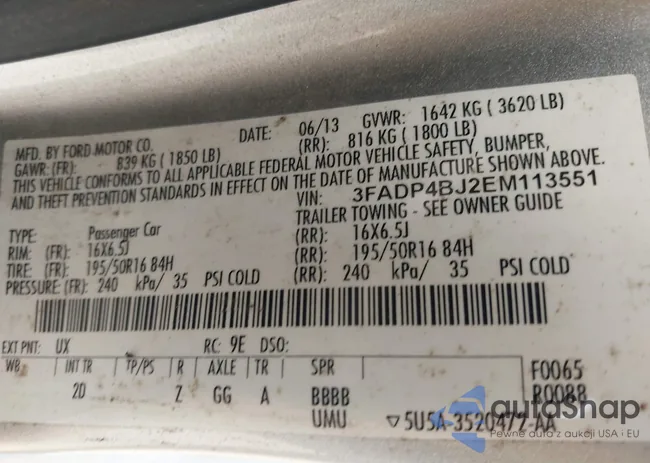 MFD. BY FORD MOTOR CO. DATE: 06/13 GVWR: 1642 KG ( 3620 LB)
GAWR: (FR): 839 KG ( 1850 LB) (RR): 816 KG ( 1800 LB)
THIS VEHICLE CONFORMS TO ALL APPLICABLE FEDERAL MOTOR VEHICLE SAFETY, BUMPER,
AND THEFT PREVENTION STANDARDS IN EFFECT ON THE DATE OF MANUFACTURE SHOWN ABOVE.
VIN: 3FADP4BJ2EM113551
TRAILER TOWING - SEE OWNER GUIDE
TYPE: Passenger Car
RIM: (FR): 16X6.5J (RR): 16X6.5J
TIRE: (FR): 195/50R16 84H (RR): 195/50R16 84H
PRESSURE: (FR): 240 kPa/ 35 PSI COLD (RR): 240 kPa/ 35 PSI COLD
EXT PNT: UX RC: 9E DSO:
WB INT TR TP/PS R AXLE TR SPR F0065
2D Z GG A BBBB R0088
UMU ▽5U5A-3520472-AA
autoSnap
Pewne auta z aukcji USA i EU